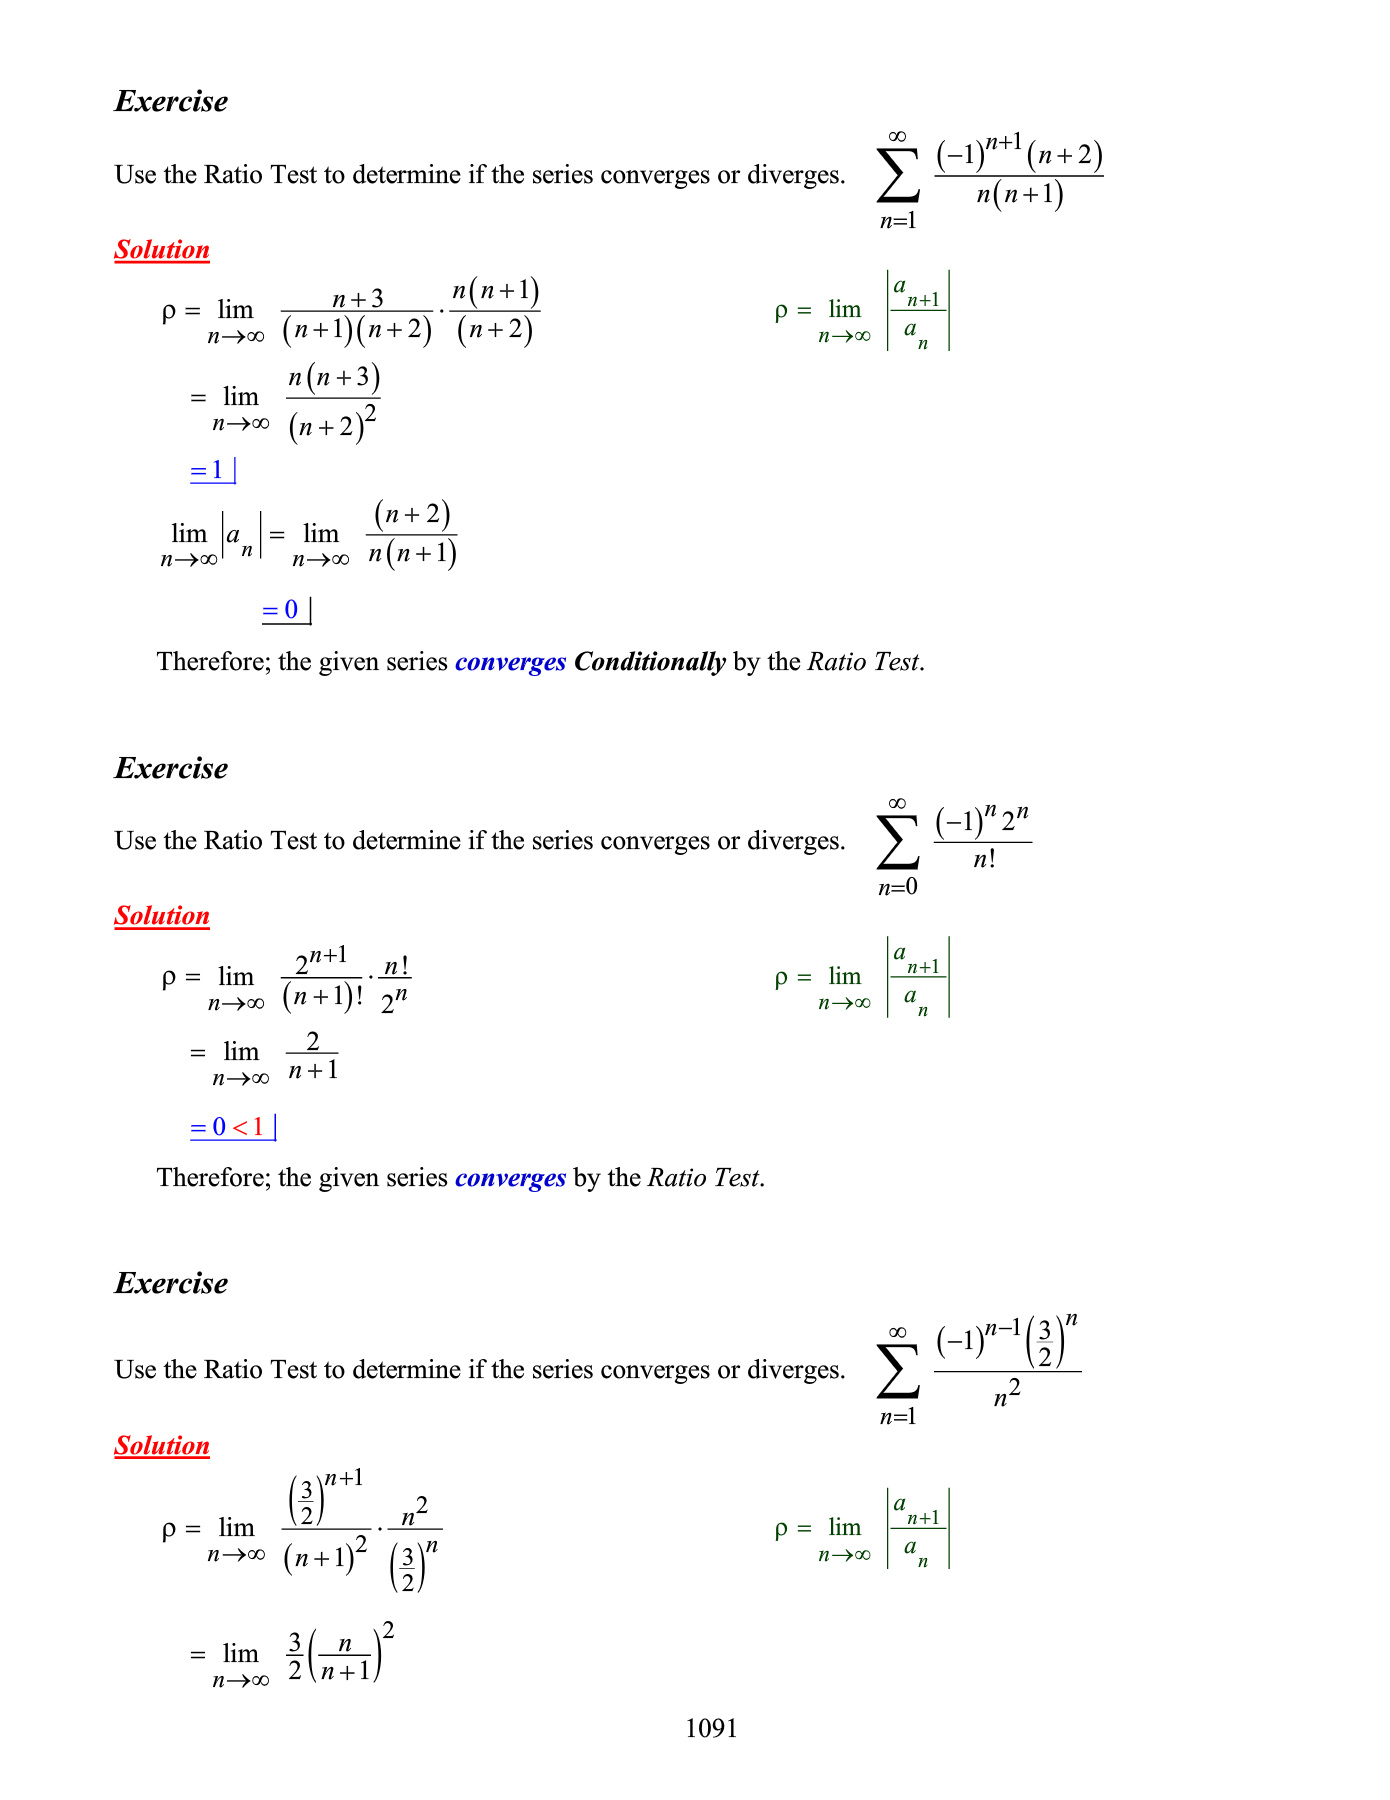 Exercise
Use the Ratio Test to determine if the series converges or diverges. $\sum_{n=1}^{\infty} \frac{(-1)^{n+1}(n+2)}{n(n+1)}$
Solution
$\rho = \lim_{n\to\infty} \frac{n+3}{(n+1)(n+2)} \cdot \frac{n(n+1)}{(n+2)}$ $\rho = \lim_{n\to\infty} \left|\frac{a_{n+1}}{a_n}\right|$
$= \lim_{n\to\infty} \frac{n(n+3)}{(n+2)^2}$
$= 1$ |
$\lim_{n\to\infty} |a_n| = \lim_{n\to\infty} \frac{(n+2)}{n(n+1)}$
$= 0$ |
Therefore; the given series converges Conditionally by the Ratio Test.
Exercise
Use the Ratio Test to determine if the series converges or diverges. $\sum_{n=0}^{\infty} \frac{(-1)^n 2^n}{n!}$
Solution
$\rho = \lim_{n\to\infty} \frac{2^{n+1}}{(n+1)!} \cdot \frac{n!}{2^n}$ $\rho = \lim_{n\to\infty} \left|\frac{a_{n+1}}{a_n}\right|$
$= \lim_{n\to\infty} \frac{2}{n+1}$
$= 0 < 1$ |
Therefore; the given series converges by the Ratio Test.
Exercise
Use the Ratio Test to determine if the series converges or diverges. $\sum_{n=1}^{\infty} \frac{(-1)^{n-1}\left(\frac{3}{2}\right)^n}{n^2}$
Solution
$\rho = \lim_{n\to\infty} \frac{\left(\frac{3}{2}\right)^{n+1}}{(n+1)^2} \cdot \frac{n^2}{\left(\frac{3}{2}\right)^n}$ $\rho = \lim_{n\to\infty} \left|\frac{a_{n+1}}{a_n}\right|$
$= \lim_{n\to\infty} \frac{3}{2}\left(\frac{n}{n+1}\right)^2$
1091